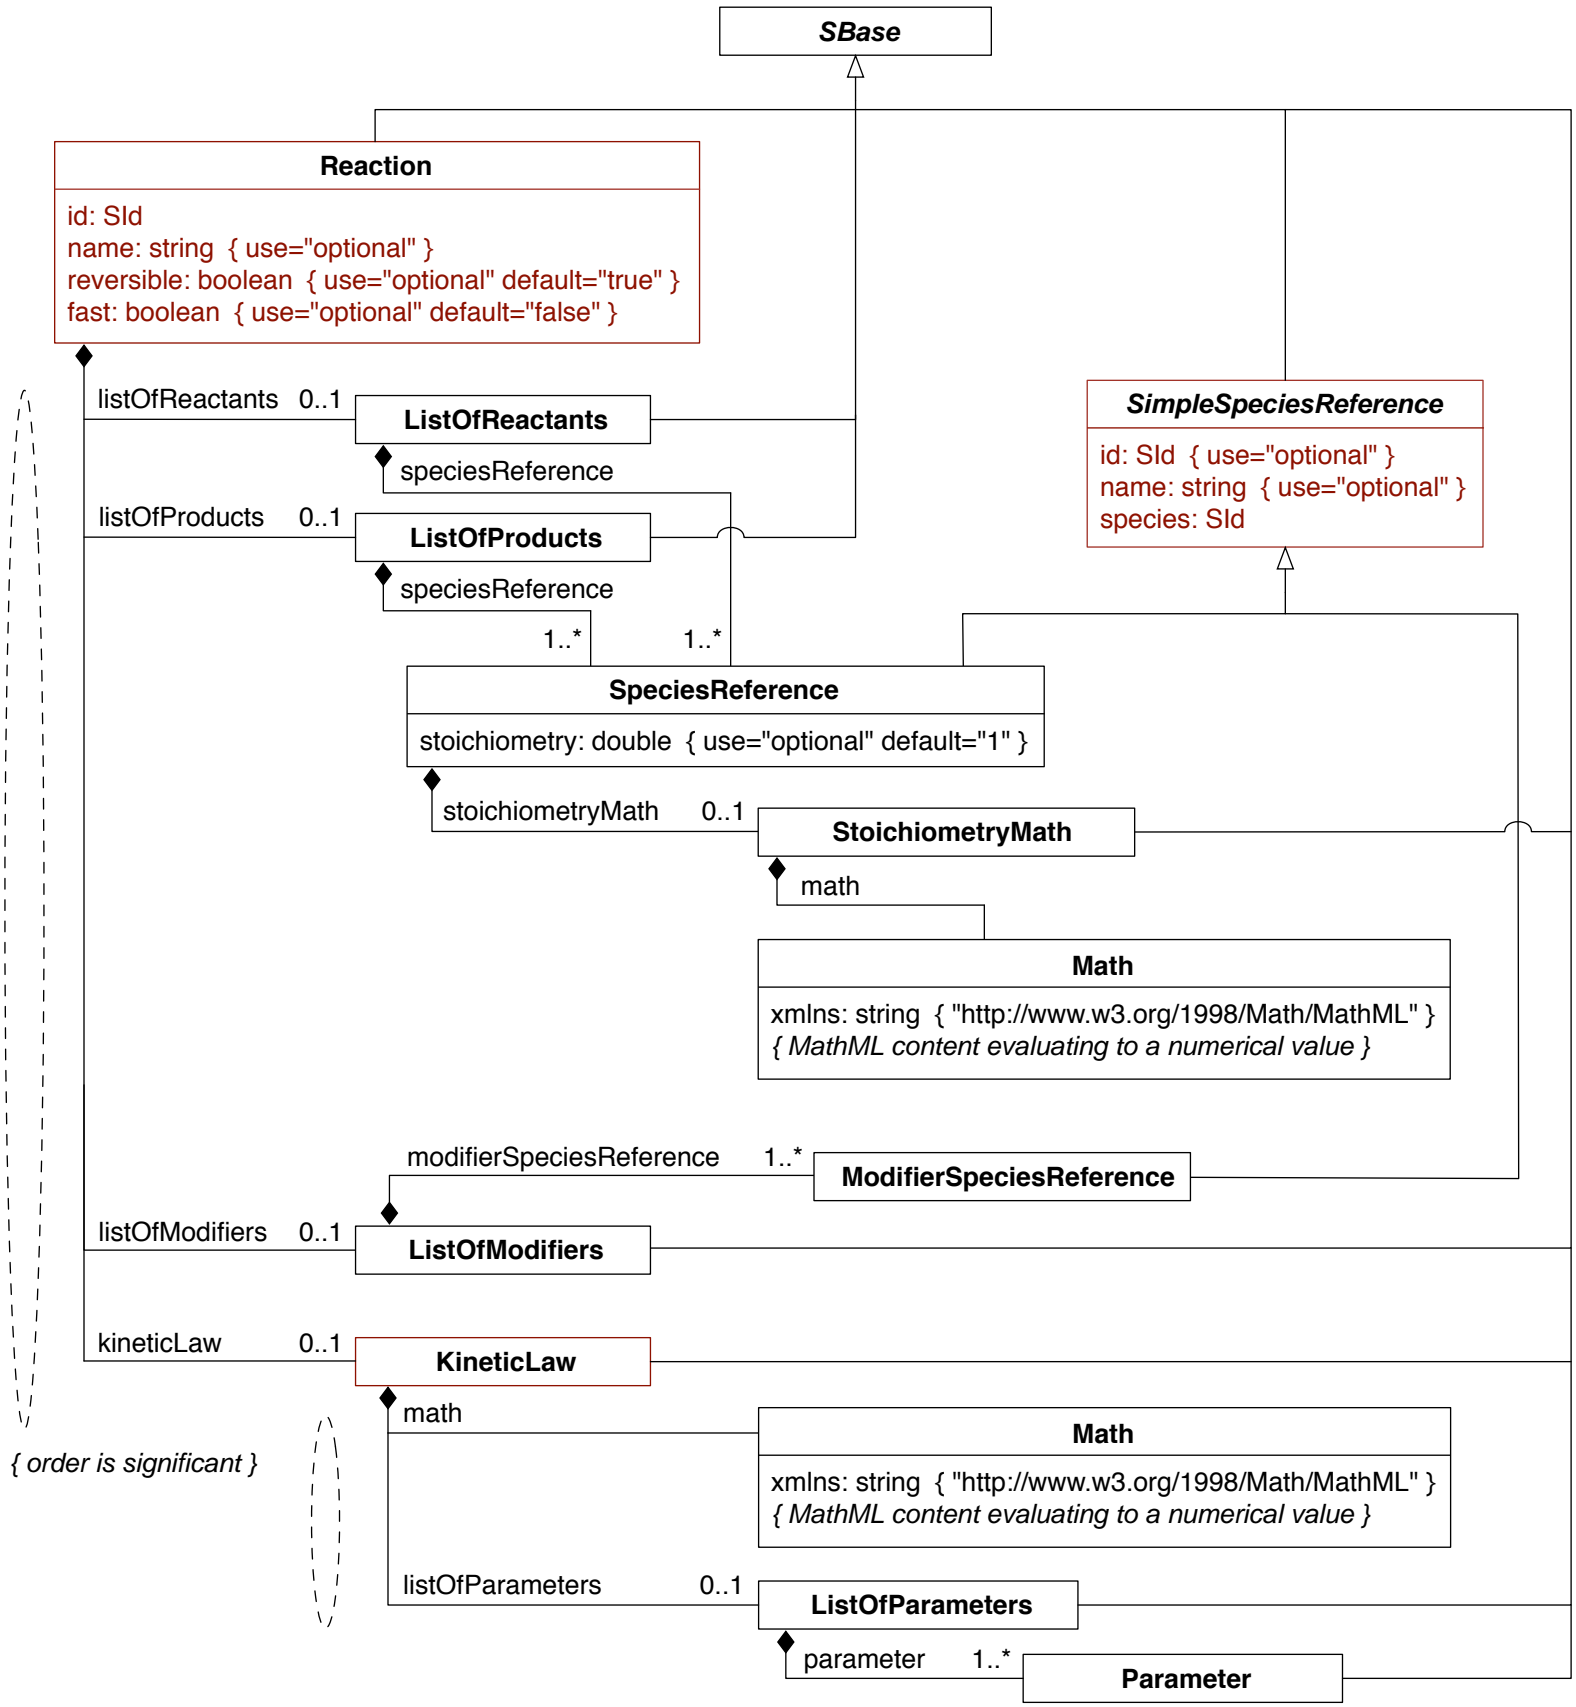 SBase
Reaction
id: SId
name: string { use="optional" }
reversible: boolean { use="optional" default="true" }
fast: boolean { use="optional" default="false" }
listOfReactants 0..1
ListOfReactants
speciesReference
SimpleSpeciesReference
id: SId { use="optional" }
name: string { use="optional" }
species: SId
listOfProducts 0..1
ListOfProducts
speciesReference
1..* 1..*
SpeciesReference
stoichiometry: double { use="optional" default="1" }
stoichiometryMath 0..1
StoichiometryMath
math
Math
xmlns: string { "http://www.w3.org/1998/Math/MathML" }
{ MathML content evaluating to a numerical value }
modifierSpeciesReference 1..*
ModifierSpeciesReference
listOfModifiers 0..1
ListOfModifiers
kineticLaw 0..1
KineticLaw
math
{ order is significant }
Math
xmlns: string { "http://www.w3.org/1998/Math/MathML" }
{ MathML content evaluating to a numerical value }
listOfParameters 0..1
ListOfParameters
parameter 1..*
Parameter